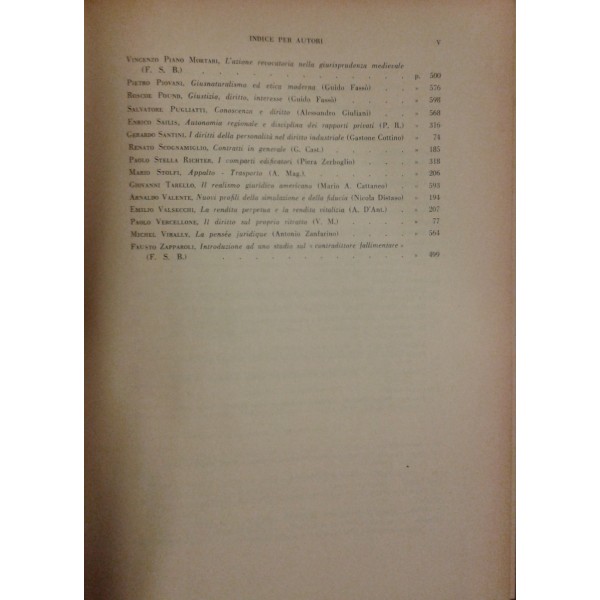 INDICE PER AUTORI V
VINCENZO PIANO MORTARI, L'azione revocatoria nella giurisprudenza medievale
(F. S. B.) . . . . . . . . . . . p. 500
PIETRO PIOVANI, Giusnaturalismo ed etica moderna (Guido Fassò) . . . » 576
ROSCOE POUND, Giustizia, diritto, interesse (Guido Fassò) . . . . » 598
SALVATORE PUGLIATTI, Conoscenza e diritto (Alessandro Giuliani) . . . » 568
ENRICO SAILIS, Autonomia regionale e disciplina dei rapporti privati (P. R.) » 316
GERARDO SANTINI, I diritti della personalità nel diritto industriale (Gastone Cottino) » 74
RENATO SCOGNAMIGLIO, Contratti in generale (G. Cast.) . . . . » 185
PAOLO STELLA RICHTER, I comparti edificatori (Piera Zerboglio) . . . » 318
MARIO STOLFI, Appalto - Trasporto (A. Mag.) . . . . . . » 206
GIOVANNI TARELLO, Il realismo giuridico americano (Mario A. Cattaneo) . » 593
ARNALDO VALENTE, Nuovi profili della simulazione e della fiducia (Nicola Distaso) » 194
EMILIO VALSECCHI, La rendita perpetua e la rendita vitalizia (A. D'Am.) . » 207
PAOLO VERCELLONE, Il diritto sul proprio ritratto (V. M.) . . . . » 77
MICHEL VIRALLY, La pensée juridique (Antonio Zanfarino) . . . . » 584
FAUSTO ZAPPAROLI, Introduzione ad uno studio sul « contradittore fallimentare »
(F. S. B.) . . . . . . . . . . . » 499